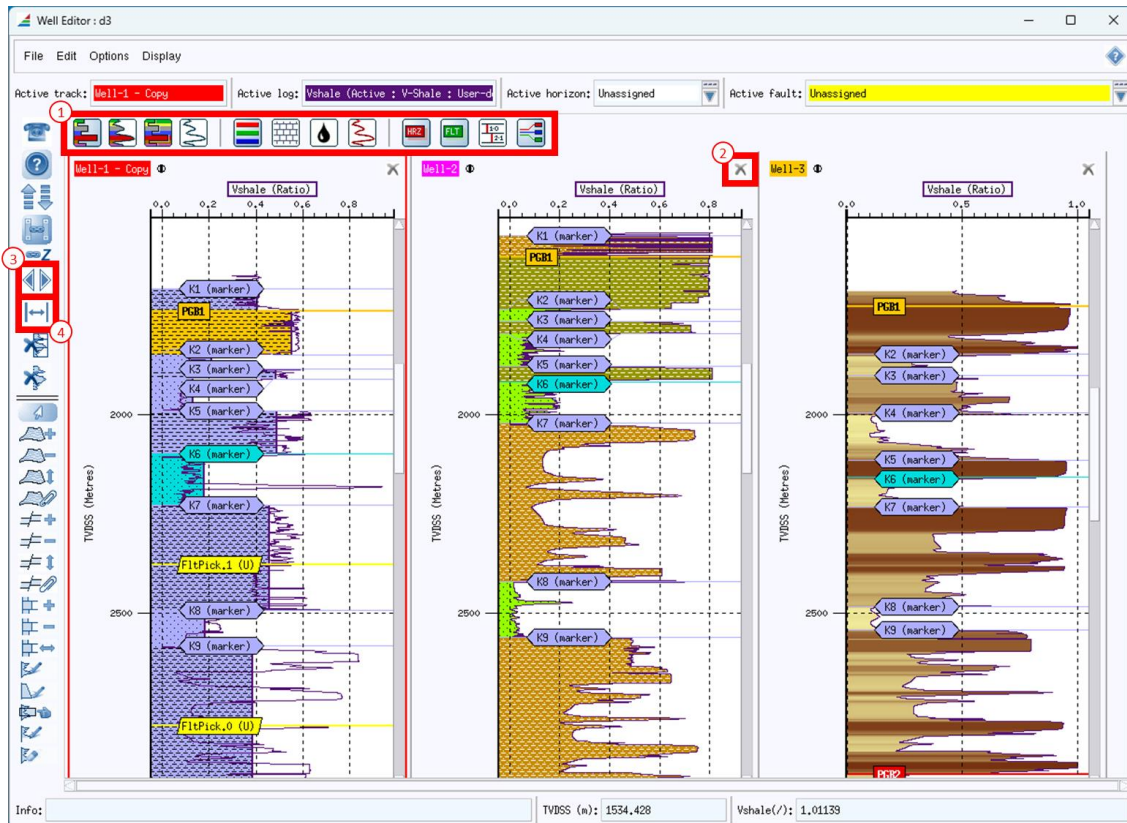 Well Editor : d3
File Edit Options Display
Active track: Well-1 - Copy Active log: Vshale (Active : V-Shale : User-d Active horizon: Unassigned Active fault: Unassigned
1
HRZ FLT 1:0 2:1
2
Well-1 - Copy Well-2 Well-3
Vshale (Ratio) Vshale (Ratio) Vshale (Ratio)
0.0 0.2 0.4 0.6 0.8 0.0 0.2 0.4 0.6 0.8 0.0 0.5 1.0
Z
3
4
TVDSS (Metres)
2000
2500
K1 (marker)
PGB1
K2 (marker)
K3 (marker)
K4 (marker)
K5 (marker)
K6 (marker)
K7 (marker)
FltPick.1 (U)
K8 (marker)
K9 (marker)
FltPick.0 (U)
TVDSS (Metres)
2000
2500
K1 (marker)
PGB1
K2 (marker)
K3 (marker)
K4 (marker)
K5 (marker)
K6 (marker)
K7 (marker)
K8 (marker)
K9 (marker)
TVDSS (Metres)
2000
2500
PGB1
K2 (marker)
K3 (marker)
K4 (marker)
K5 (marker)
K6 (marker)
K7 (marker)
K8 (marker)
K9 (marker)
PGB2
Info: TVDSS (m): 1534.428 Vshale(/): 1.01139